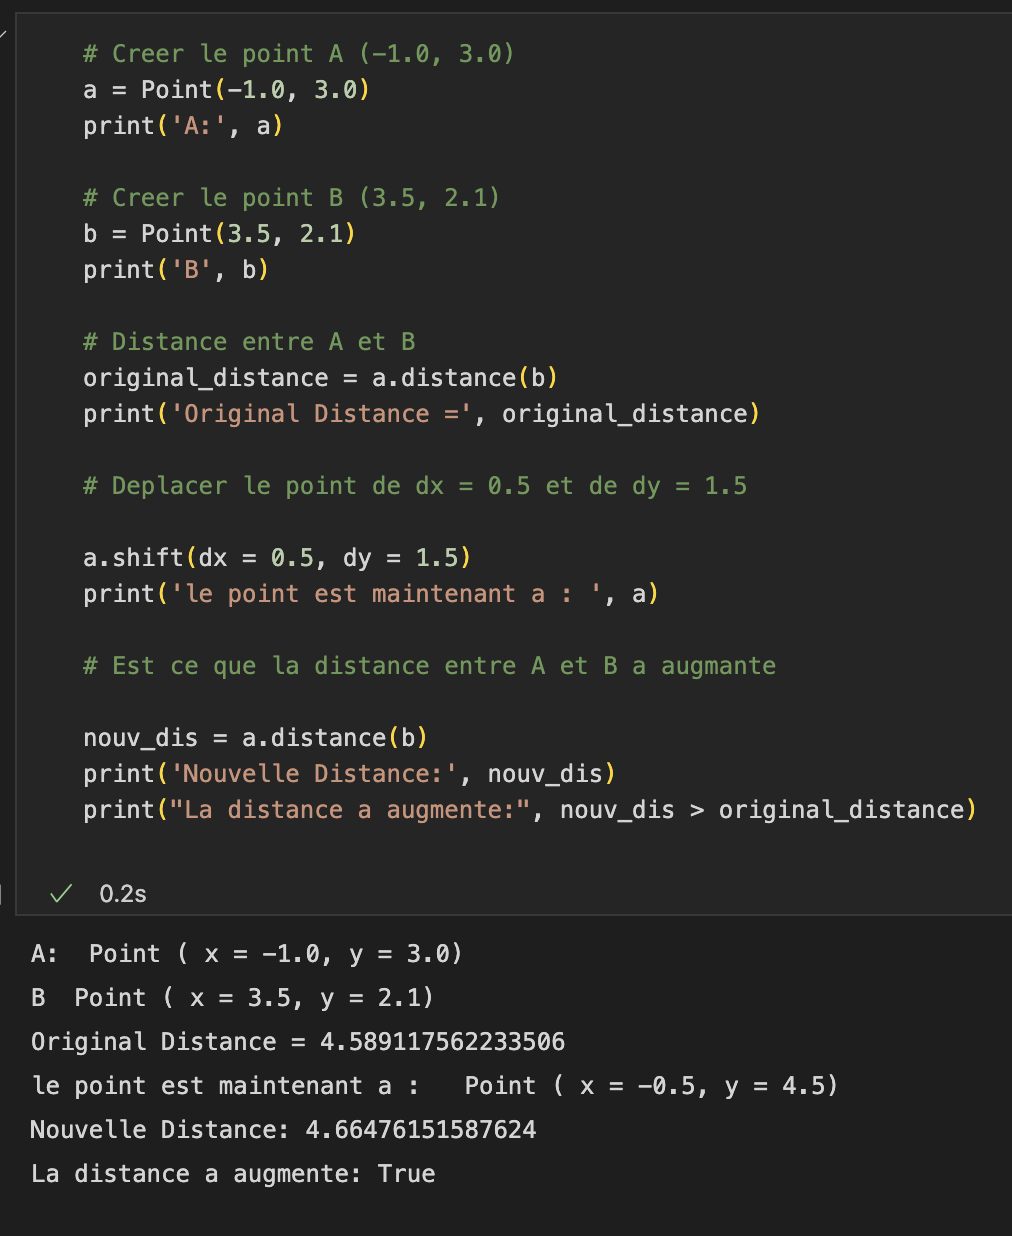 # Creer le point A (-1.0, 3.0)
a = Point(-1.0, 3.0)
print('A:', a)
# Creer le point B (3.5, 2.1)
b = Point(3.5, 2.1)
print('B', b)
# Distance entre A et B
original_distance = a.distance(b)
print('Original Distance =', original_distance)
# Deplacer le point de dx = 0.5 et de dy = 1.5
a.shift(dx = 0.5, dy = 1.5)
print('le point est maintenant a : ', a)
# Est ce que la distance entre A et B a augmante
nouv_dis = a.distance(b)
print('Nouvelle Distance:', nouv_dis)
print("La distance a augmente:", nouv_dis > original_distance)
0.2s
A:  Point ( x = -1.0, y = 3.0)
B  Point ( x = 3.5, y = 2.1)
Original Distance = 4.589117562233506
le point est maintenant a :   Point ( x = -0.5, y = 4.5)
Nouvelle Distance: 4.66476151587624
La distance a augmente: True